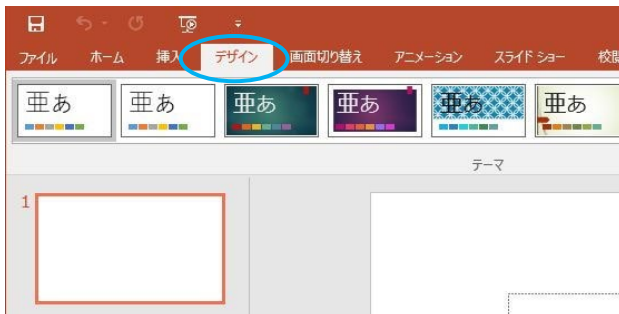 ファイル ホーム 挿入 デザイン 画面切り替え アニメーション スライド ショー 校閲
亜あ 亜あ 亜あ 亜あ 亜あ 亜あ
テーマ
1